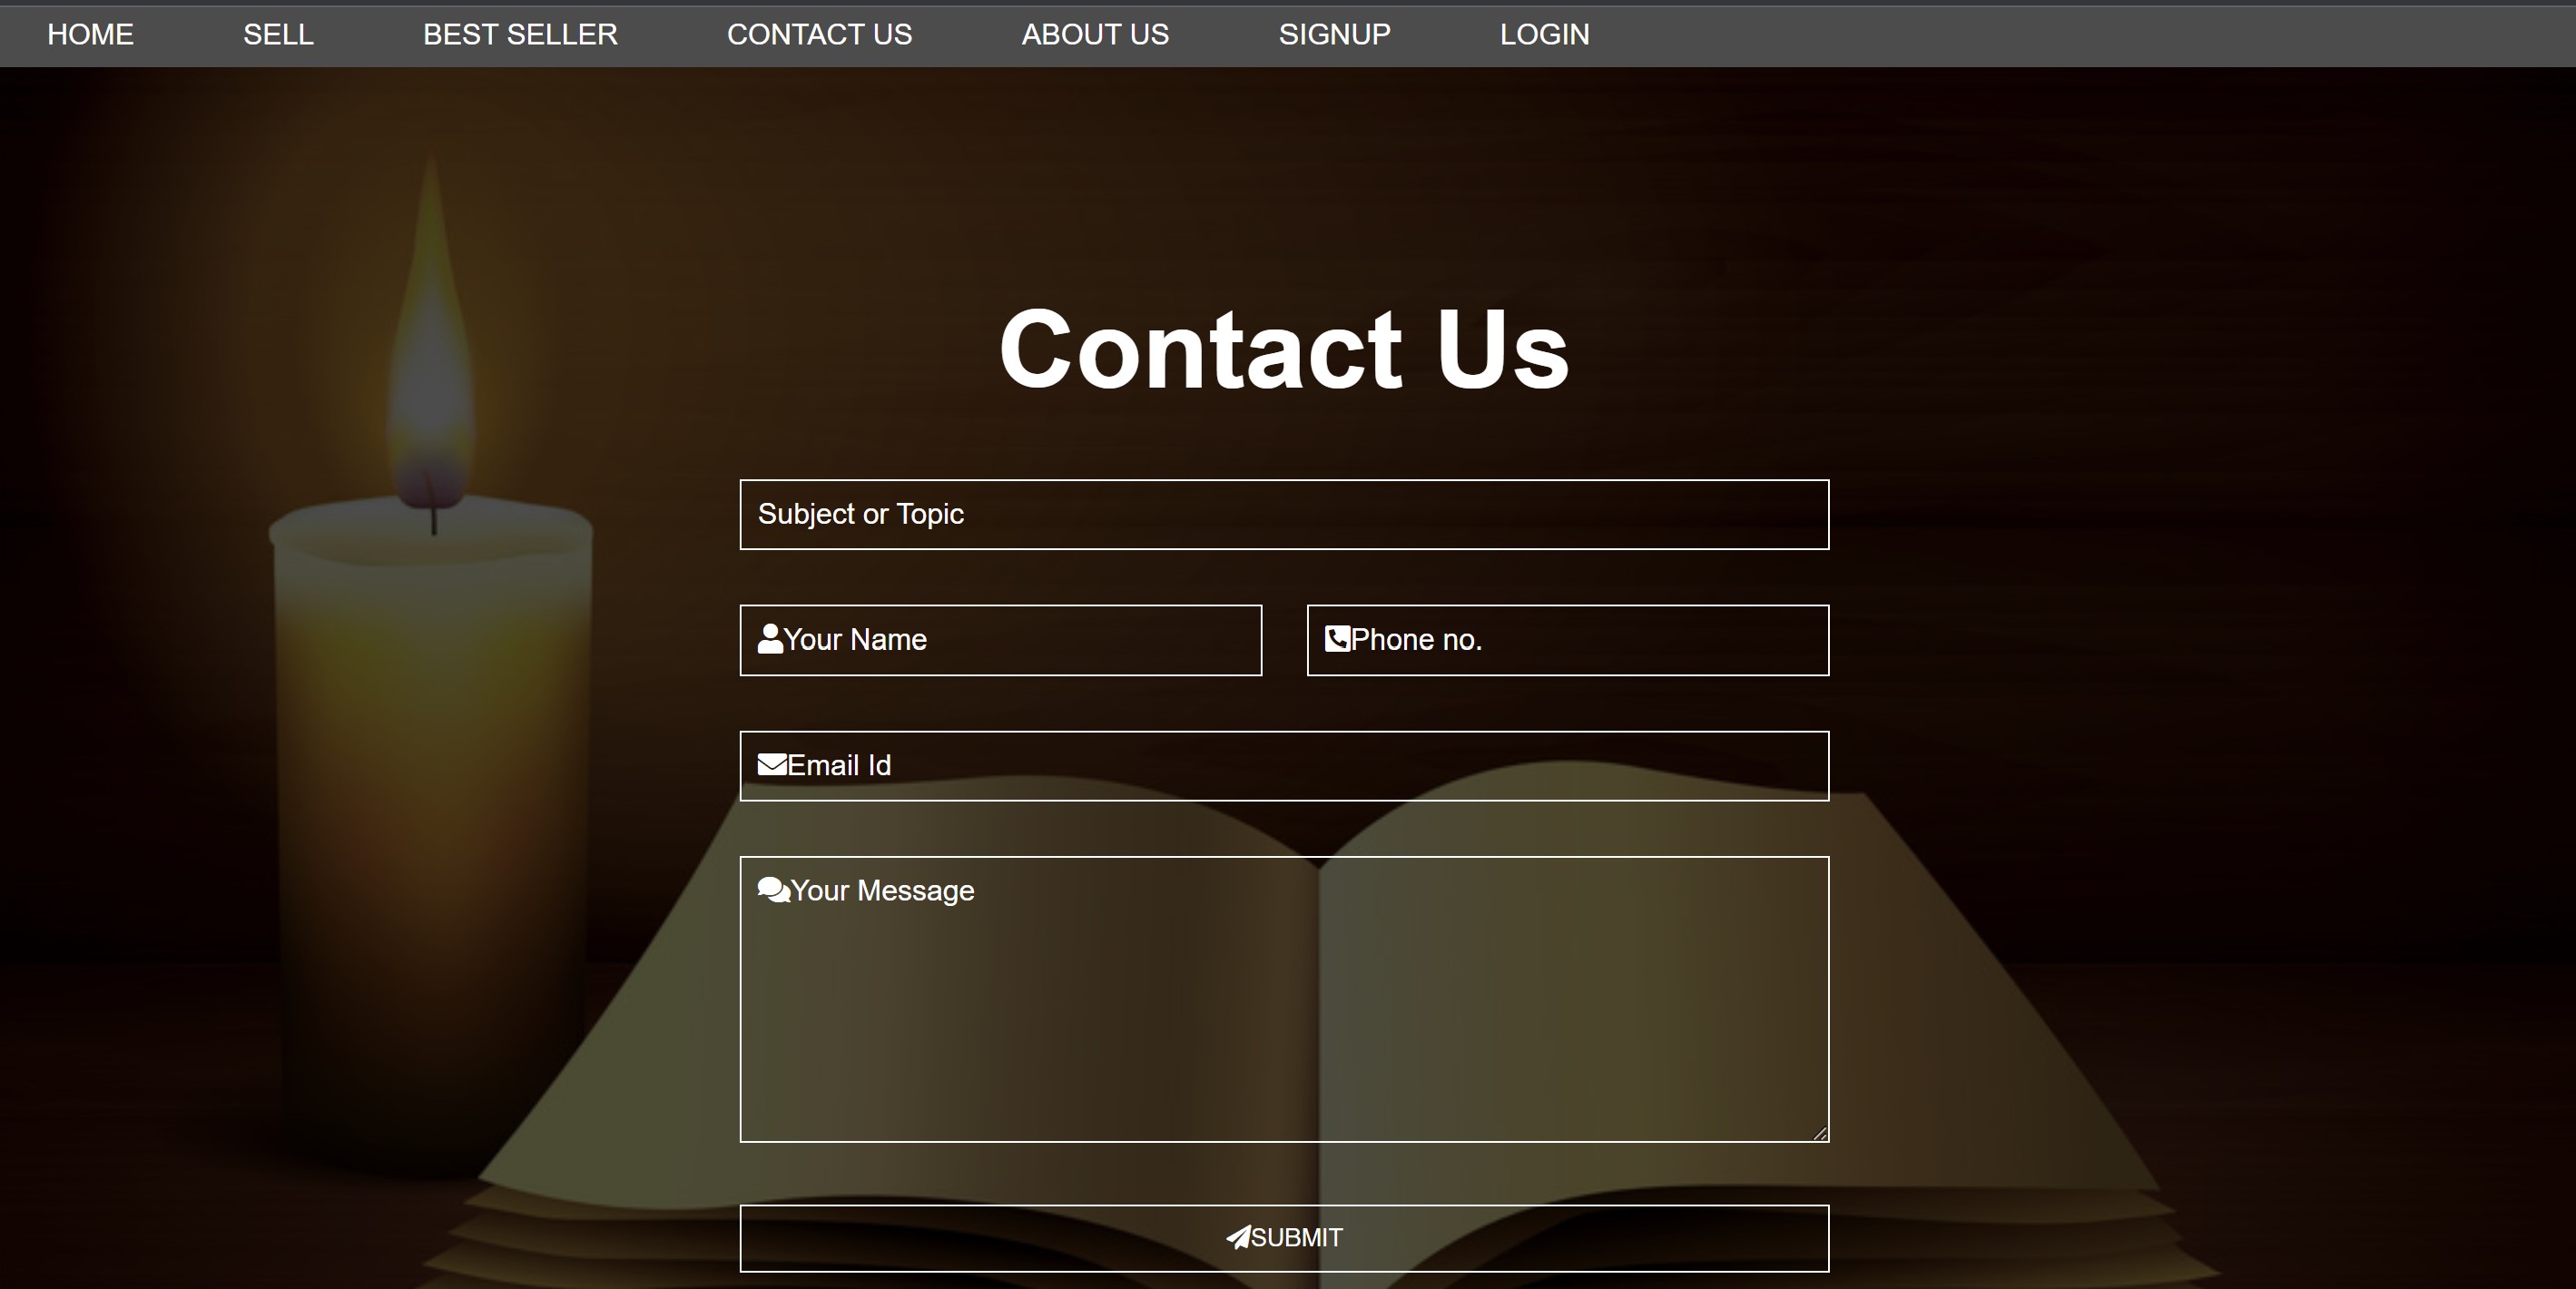 HOME SELL BEST SELLER CONTACT US ABOUT US SIGNUP LOGIN
Contact Us
Subject or Topic
Your Name Phone no.
Email Id
Your Message
SUBMIT